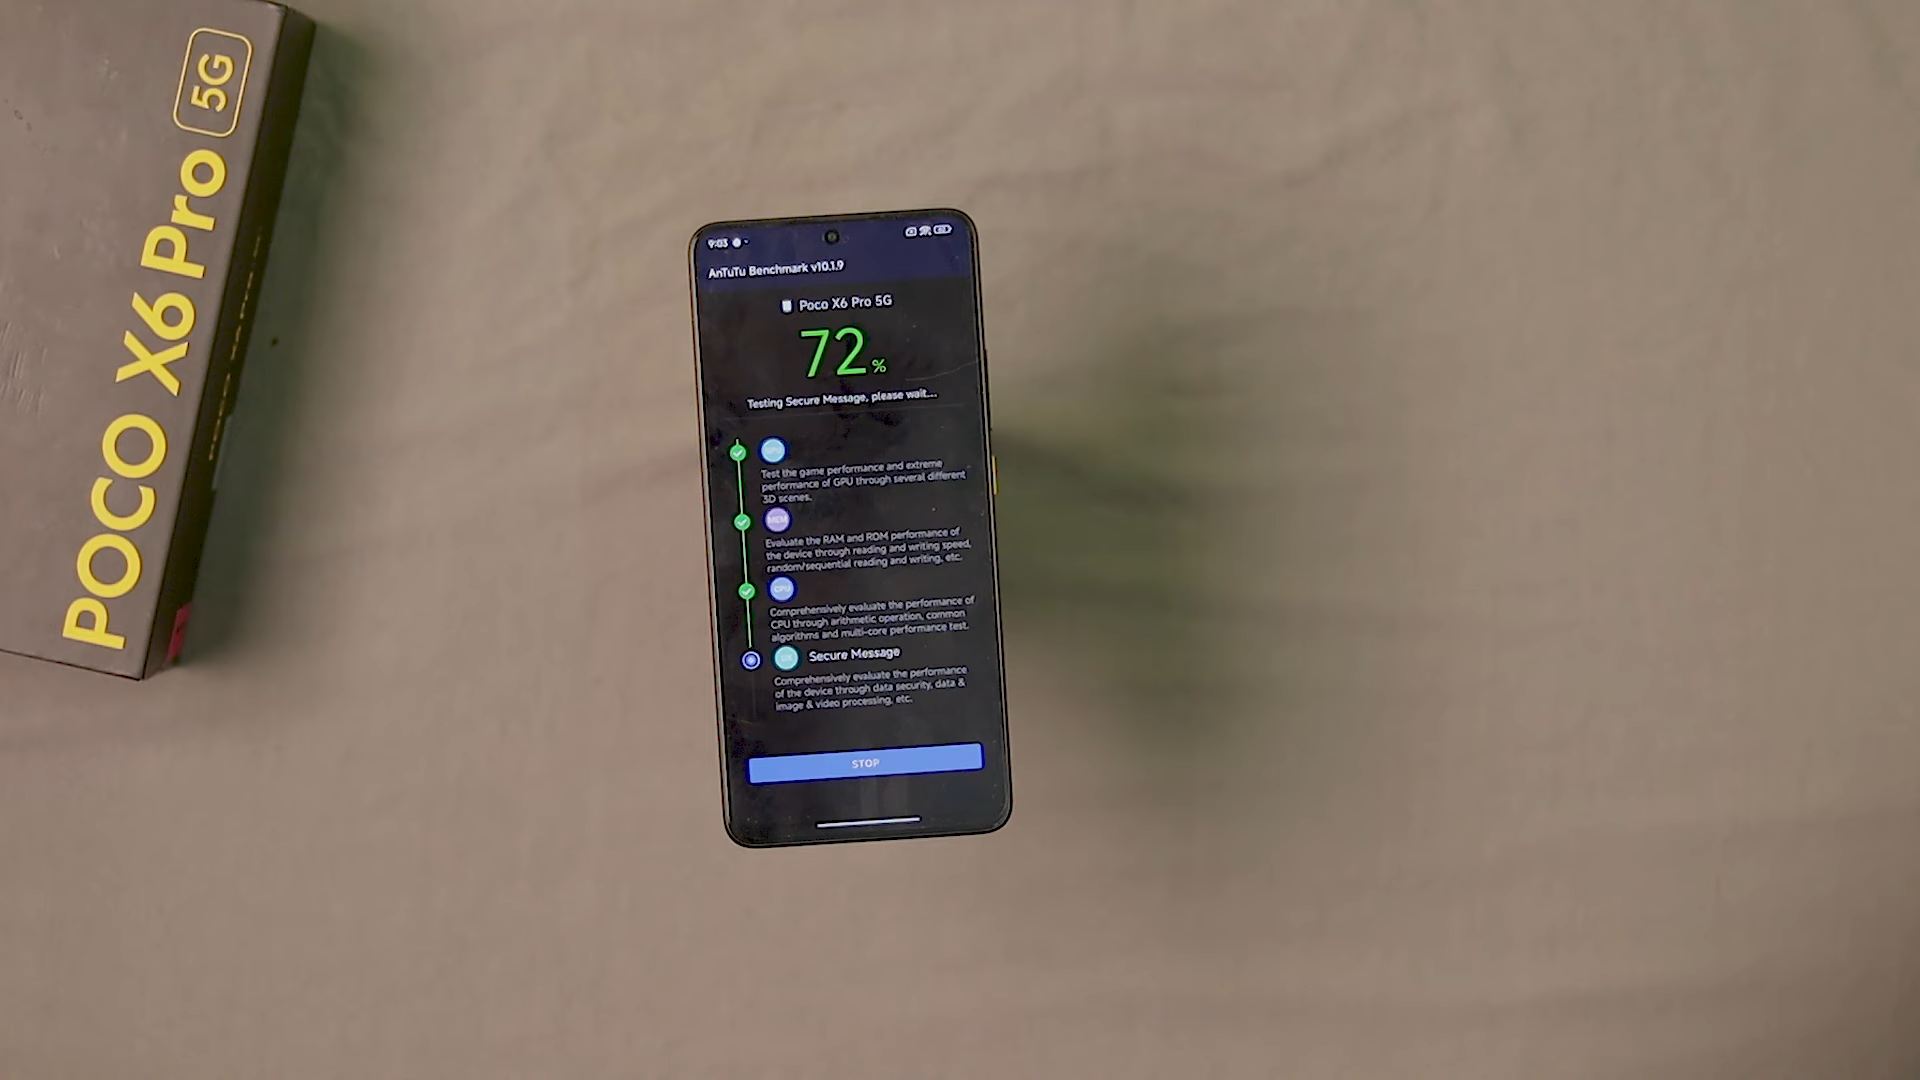 POCO X6 Pro 5G
9:03
AnTuTu Benchmark v10.1.9
Poco X6 Pro 5G
72%
Testing Secure Message, please wait...
Test the game performance and extreme
performance of GPU through several different
3D scenes.
MEM
Evaluate the RAM and ROM performance of
the device through reading and writing speed,
random/sequential reading and writing, etc.
CPU
Comprehensively evaluate the performance of
CPU through arithmetic operation, common
algorithms and multi-core performance test.
Secure Message
Comprehensively evaluate the performance
of the device through data security, data &
image & video processing, etc.
STOP